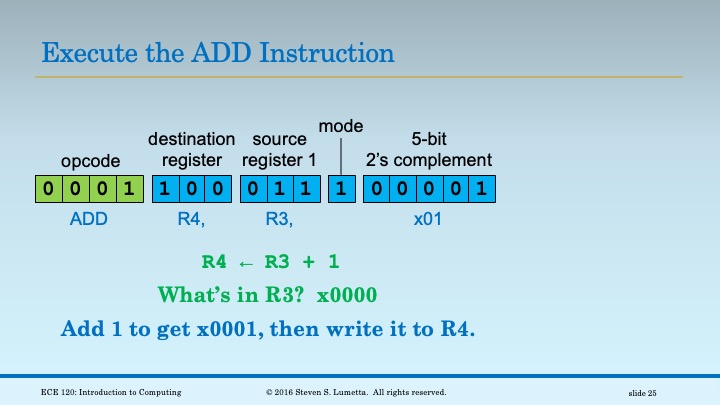 Execute the ADD Instruction
mode
destination source 5-bit
opcode register register 1 2's complement
0 0 0 1 1 0 0 0 1 1 1 0 0 0 0 1
ADD R4, R3, x01
R4 ← R3 + 1
What's in R3? x0000
Add 1 to get x0001, then write it to R4.
ECE 120: Introduction to Computing © 2016 Steven S. Lumetta. All rights reserved. slide 25